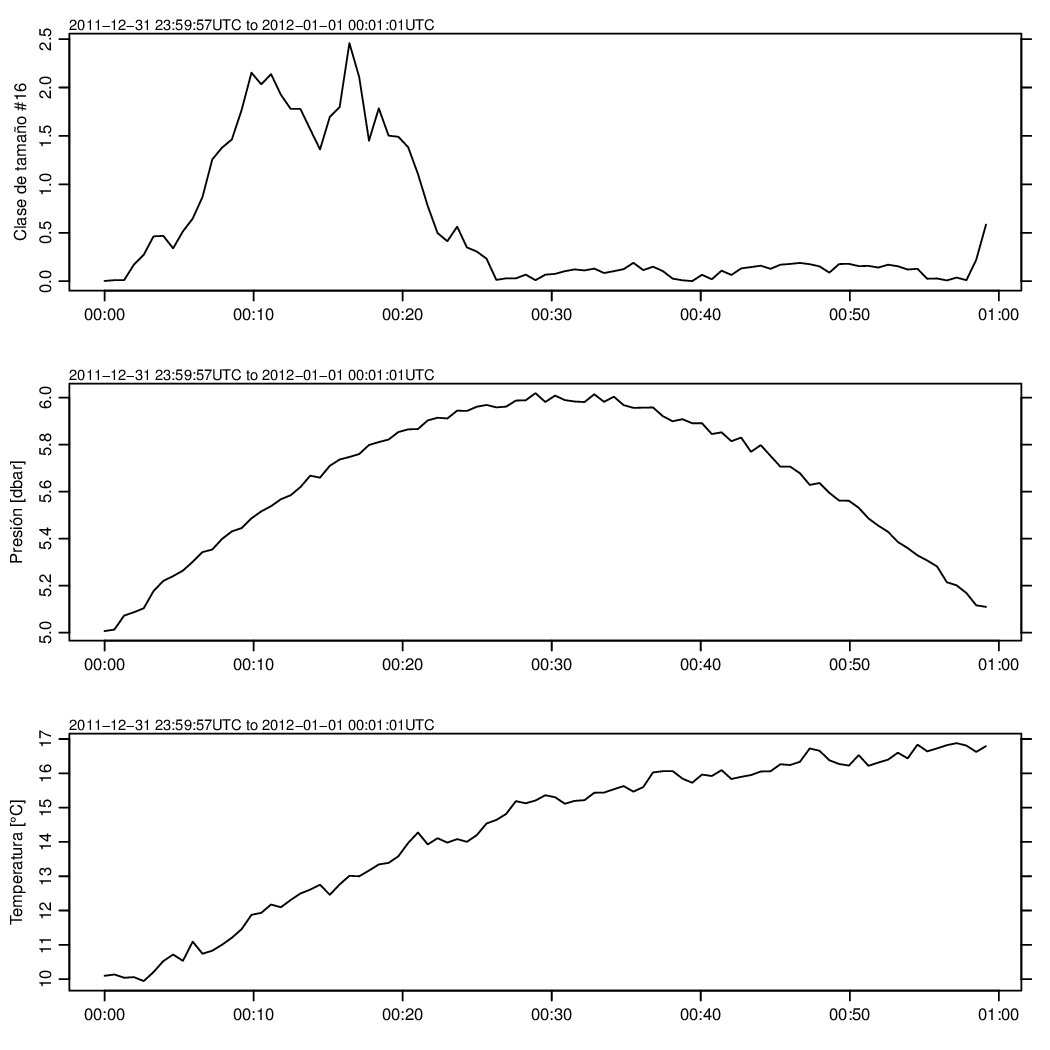 2011−12−31 23:59:57UTC to 2012−01−01 00:01:01UTC
Clase de tamaño #16
2.5
2.0
1.5
1.0
0.5
0.0
00:00 00:10 00:20 00:30 00:40 00:50 01:00
2011−12−31 23:59:57UTC to 2012−01−01 00:01:01UTC
Presión [dbar]
6.0
5.8
5.6
5.4
5.2
5.0
00:00 00:10 00:20 00:30 00:40 00:50 01:00
2011−12−31 23:59:57UTC to 2012−01−01 00:01:01UTC
Temperatura [°C]
17
16
15
14
13
12
11
10
00:00 00:10 00:20 00:30 00:40 00:50 01:00